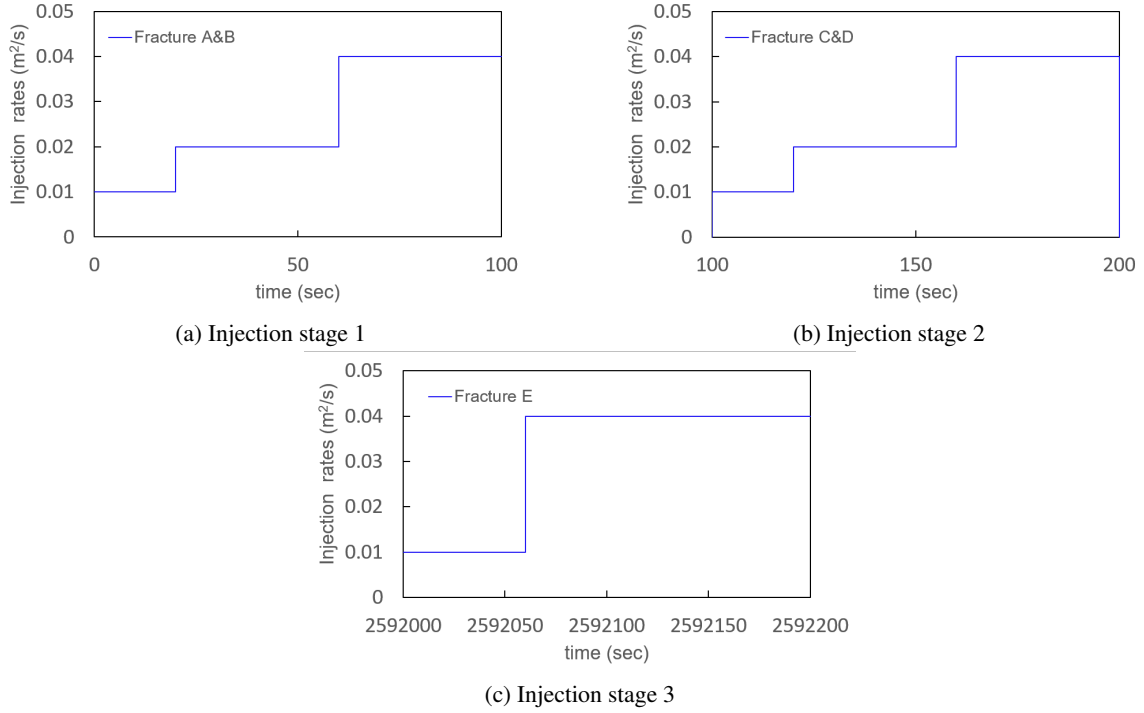 Injection rates (m²/s)
0.05
0.04
0.03
0.02
0.01
0
Fracture A&B
0 50 100
time (sec)
(a) Injection stage 1
Injection rates (m²/s)
0.05
0.04
0.03
0.02
0.01
0
Fracture C&D
100 150 200
time (sec)
(b) Injection stage 2
Injection rates (m²/s)
0.05
0.04
0.03
0.02
0.01
0
Fracture E
2592000 2592050 2592100 2592150 2592200
time (sec)
(c) Injection stage 3